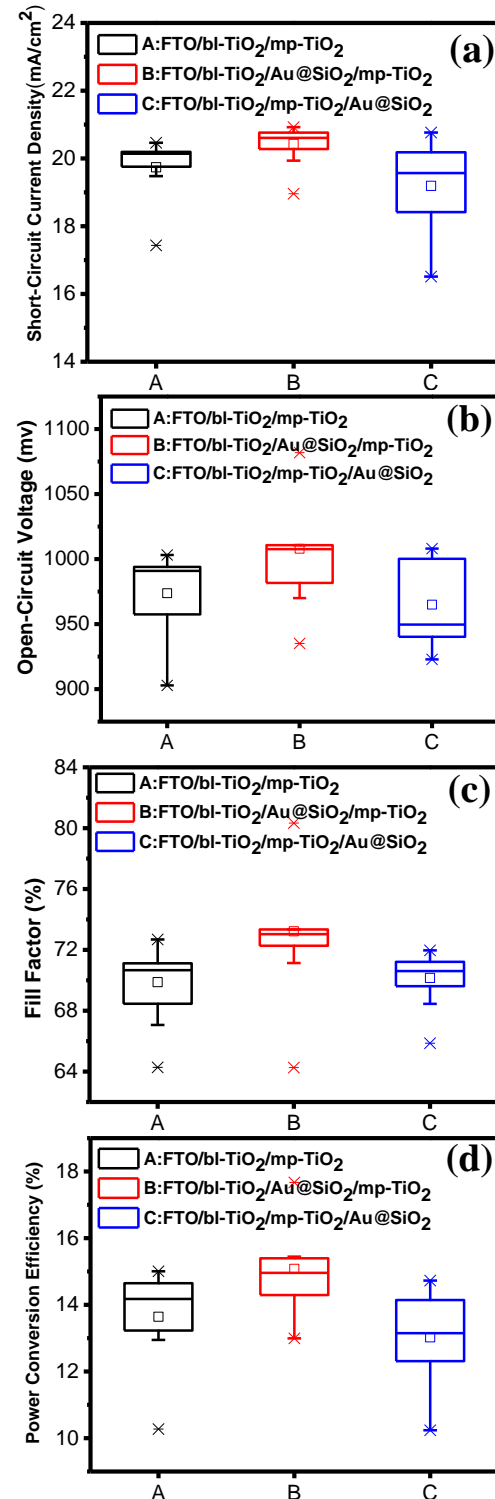 24
22
20
18
16
14
Short-Circuit Current Density(mA/cm²)
A:FTO/bl-TiO₂/mp-TiO₂
B:FTO/bl-TiO₂/Au@SiO₂/mp-TiO₂
C:FTO/bl-TiO₂/mp-TiO₂/Au@SiO₂
(a)
A B C
1100
1050
1000
950
900
Open-Circuit Voltage (mv)
A:FTO/bl-TiO₂/mp-TiO₂
B:FTO/bl-TiO₂/Au@SiO₂/mp-TiO₂
C:FTO/bl-TiO₂/mp-TiO₂/Au@SiO₂
(b)
A B C
84
80
76
72
68
64
Fill Factor (%)
A:FTO/bl-TiO₂/mp-TiO₂
B:FTO/bl-TiO₂/Au@SiO₂/mp-TiO₂
C:FTO/bl-TiO₂/mp-TiO₂/Au@SiO₂
(c)
A B C
18
16
14
12
10
Power Conversion Efficiency (%)
A:FTO/bl-TiO₂/mp-TiO₂
B:FTO/bl-TiO₂/Au@SiO₂/mp-TiO₂
C:FTO/bl-TiO₂/mp-TiO₂/Au@SiO₂
(d)
A B C